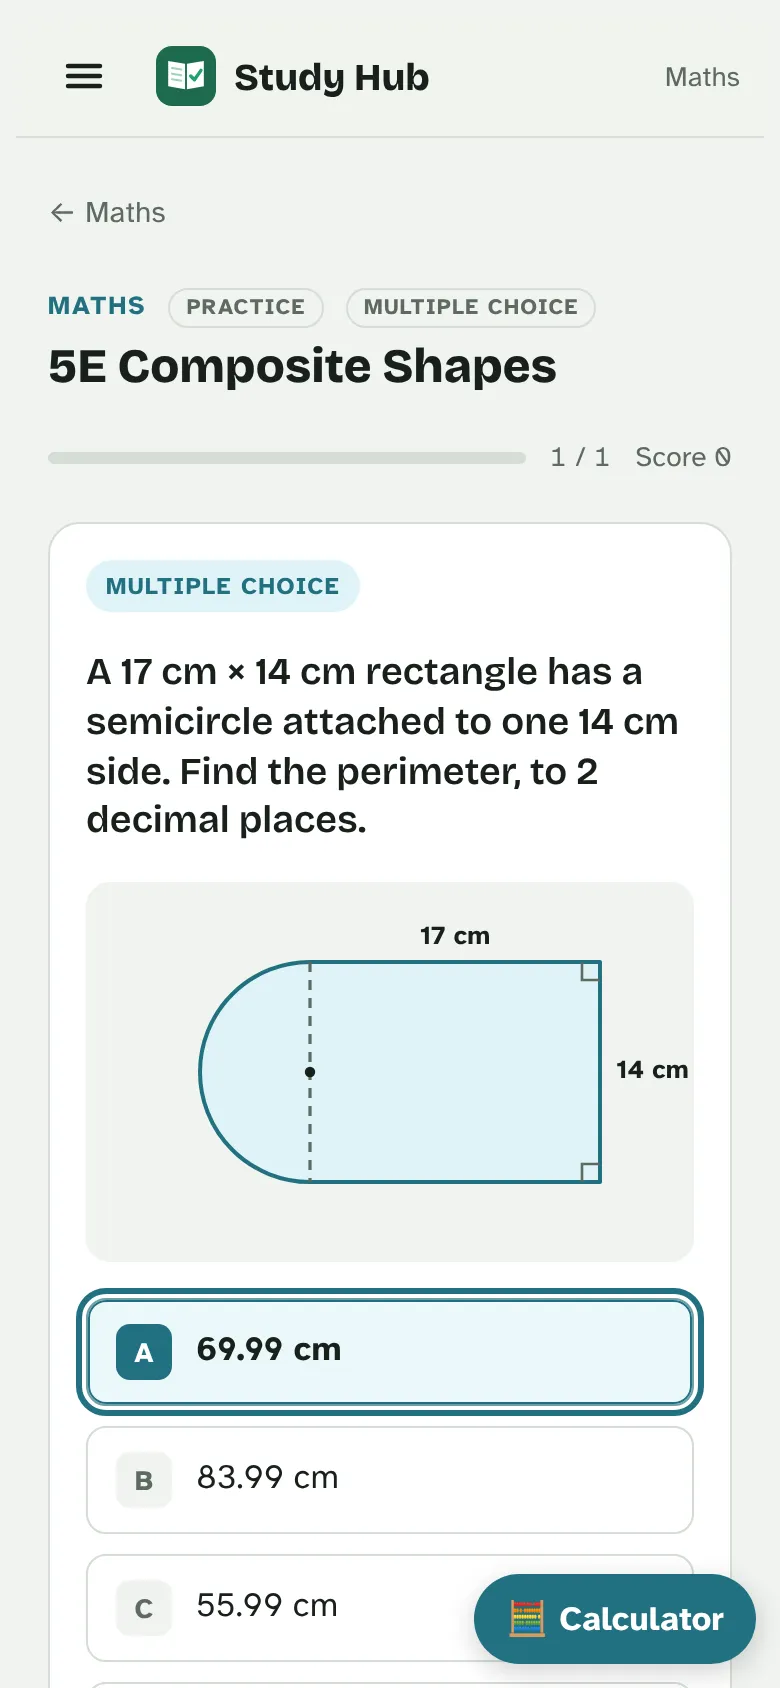 Study Hub
Maths
← Maths
MATHS
PRACTICE
MULTIPLE CHOICE
5E Composite Shapes
1 / 1
Score 0
MULTIPLE CHOICE
A 17 cm × 14 cm rectangle has a
semicircle attached to one 14 cm
side. Find the perimeter, to 2
decimal places.
17 cm
14 cm
A 69.99 cm
B 83.99 cm
C 55.99 cm
Calculator